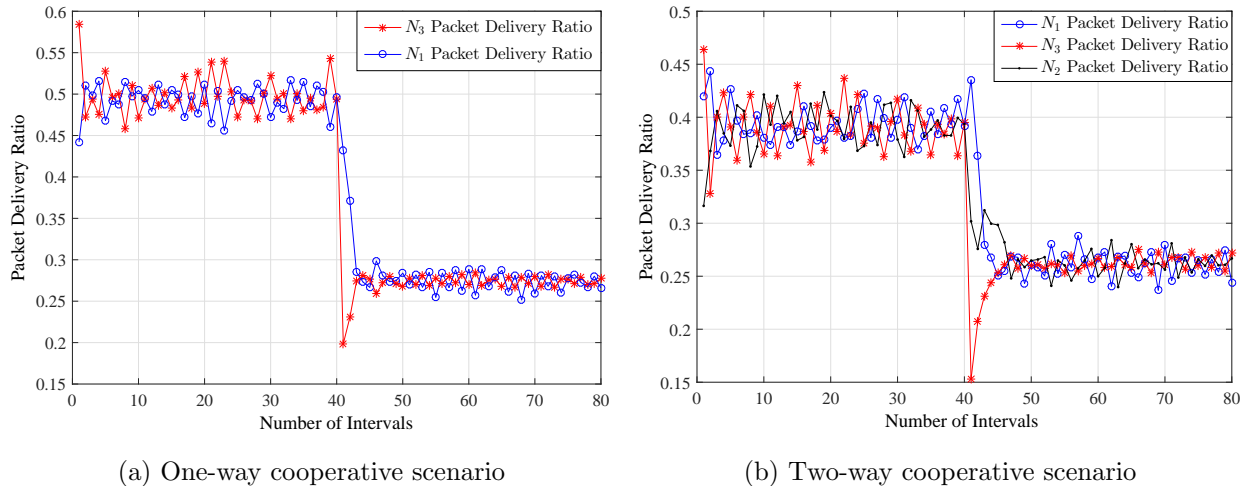 0.6
0.55
0.5
0.45
0.4
0.35
0.3
0.25
0.2
0.15
Packet Delivery Ratio
0 10 20 30 40 50 60 70 80
Number of Intervals
N3 Packet Delivery Ratio
N1 Packet Delivery Ratio
(a) One-way cooperative scenario
0.5
0.45
0.4
0.35
0.3
0.25
0.2
0.15
Packet Delivery Ratio
0 10 20 30 40 50 60 70 80
Number of Intervals
N1 Packet Delivery Ratio
N3 Packet Delivery Ratio
N2 Packet Delivery Ratio
(b) Two-way cooperative scenario